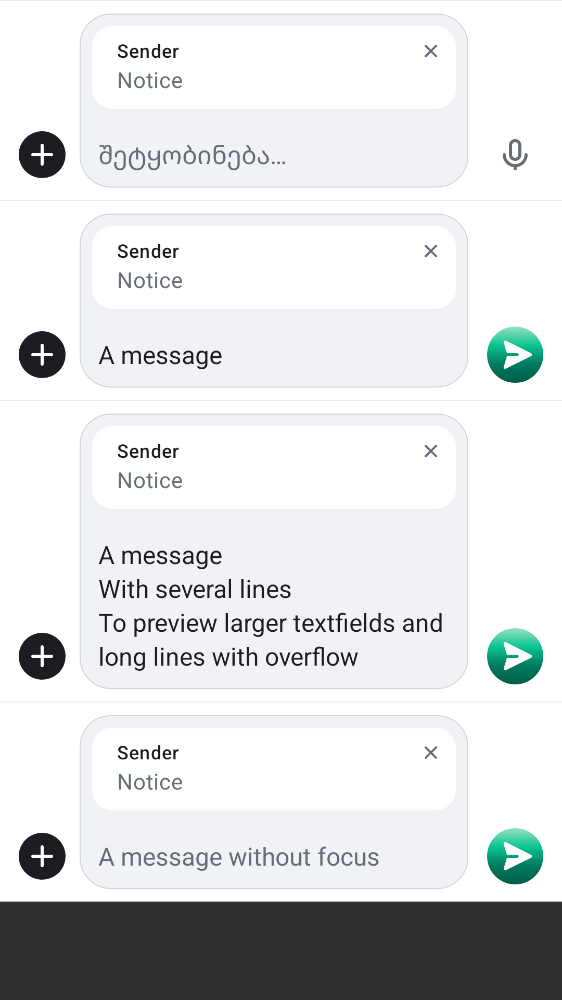 Sender
Notice
შეტყობინება...
Sender
Notice
A message
Sender
Notice
A message
With several lines
To preview larger textfields and
long lines with overflow
Sender
Notice
A message without focus